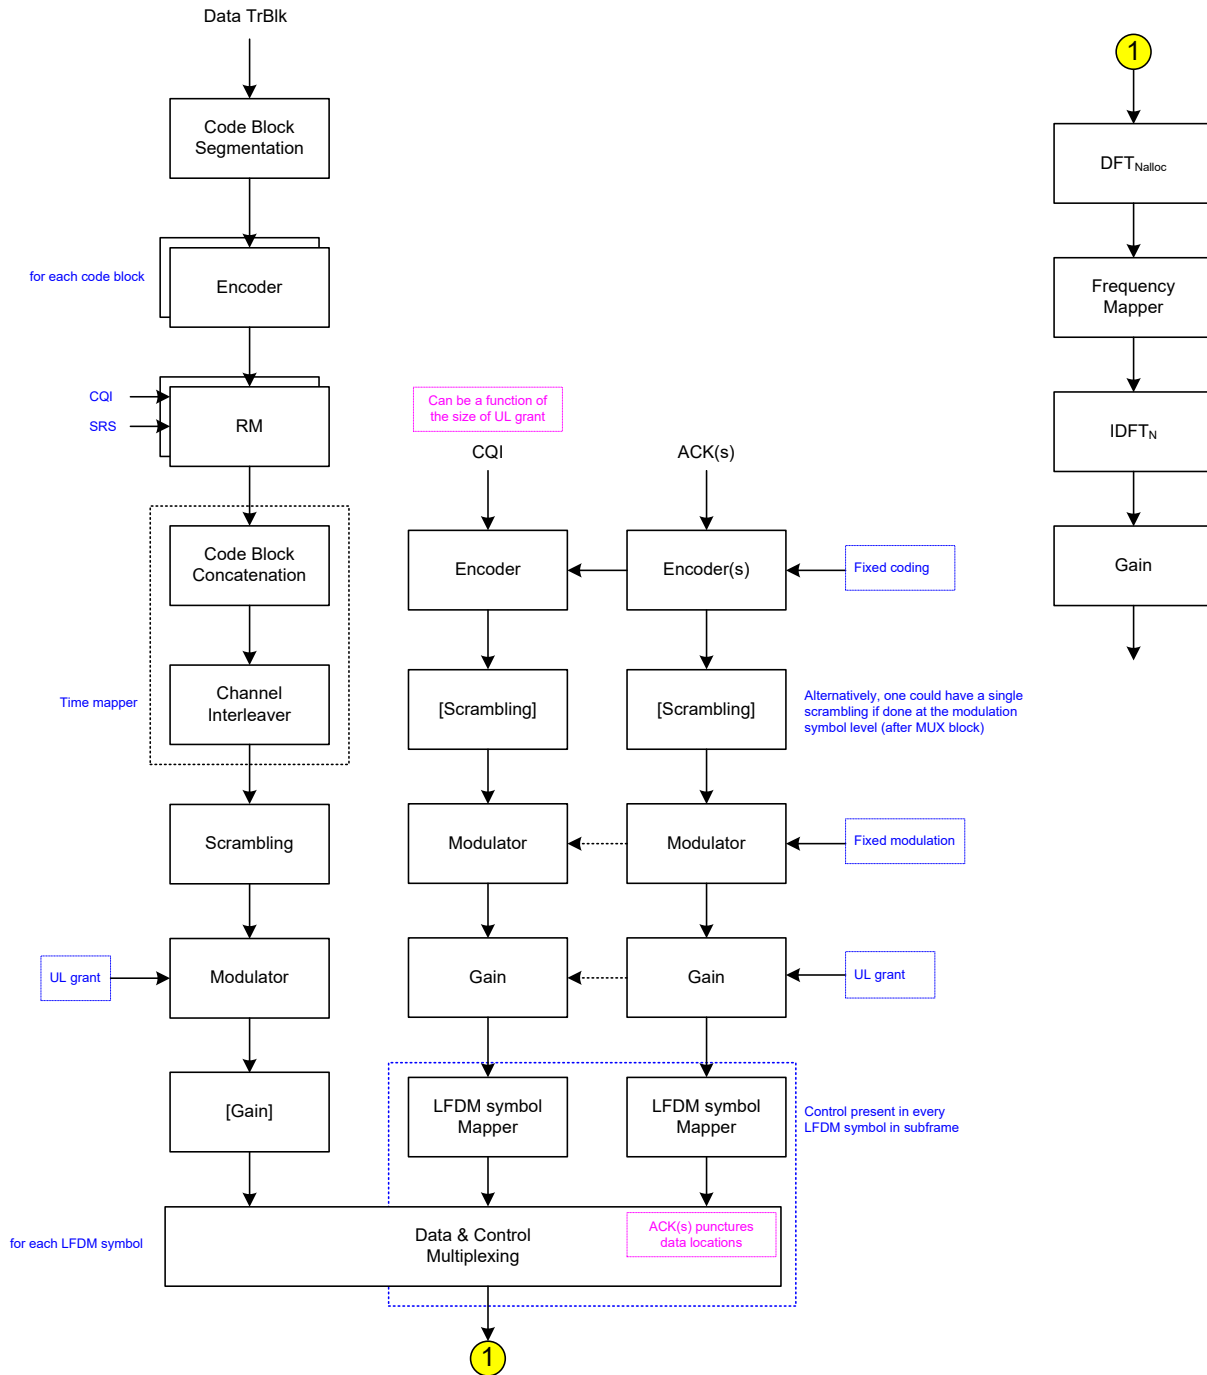 Data TrBlk
1
Code Block
Segmentation
DFTNalloc
for each code block
Encoder
Frequency
Mapper
CQI
SRS
RM
Can be a function of
the size of UL grant
IDFTN
CQI
ACK(s)
Code Block
Concatenation
Encoder
Encoder(s)
Fixed coding
Gain
Time mapper
Channel
Interleaver
[Scrambling]
[Scrambling]
Alternatively, one could have a single
scrambling if done at the modulation
symbol level (after MUX block)
Scrambling
Modulator
Modulator
Fixed modulation
UL grant
Modulator
Gain
Gain
UL grant
[Gain]
LFDM symbol
Mapper
LFDM symbol
Mapper
Control present in every
LFDM symbol in subframe
for each LFDM symbol
Data & Control
Multiplexing
ACK(s) punctures
data locations
1